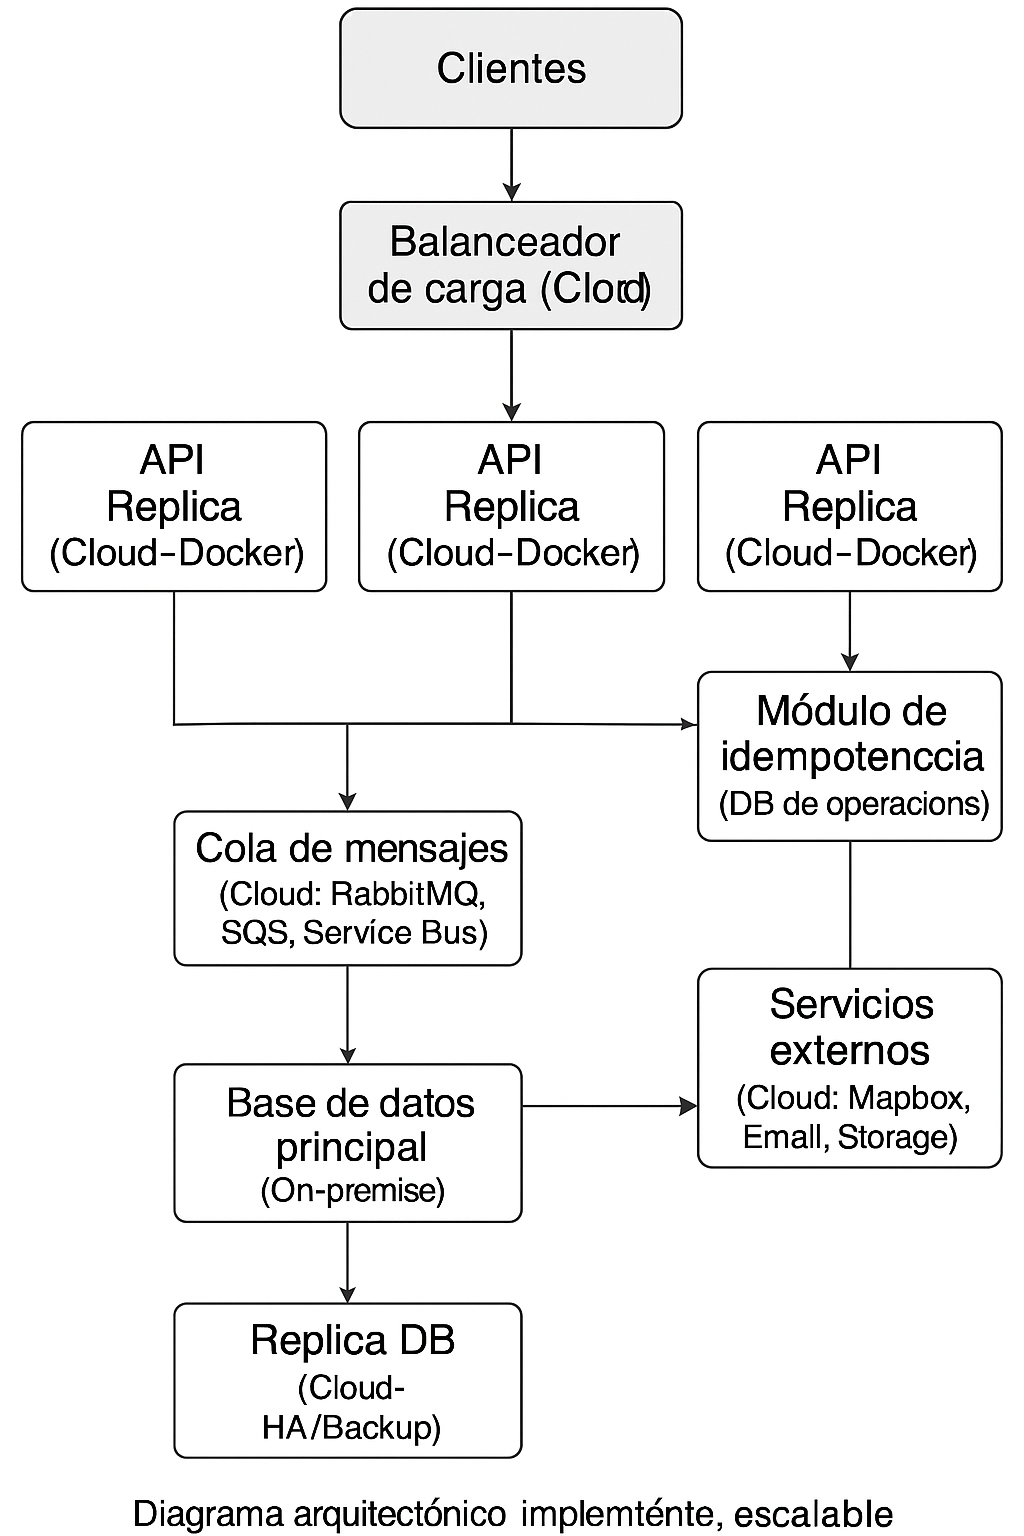 Clientes
Balanceador
de carga (Clord)
API
Replica
(Cloud-Docker)
API
Replica
(Cloud-Docker)
API
Replica
(Cloud-Docker)
Módulo de
idempotenccia
(DB de operacions)
Cola de mensajes
(Cloud: RabbitMQ,
SQS, Servíce Bus)
Servicios
externos
(Cloud: Mapbox,
Emall, Storage)
Base de datos
principal
(On-premise)
Replica DB
(Cloud-
HA/Backup)
Diagrama arquitectónico implemténte, escalable